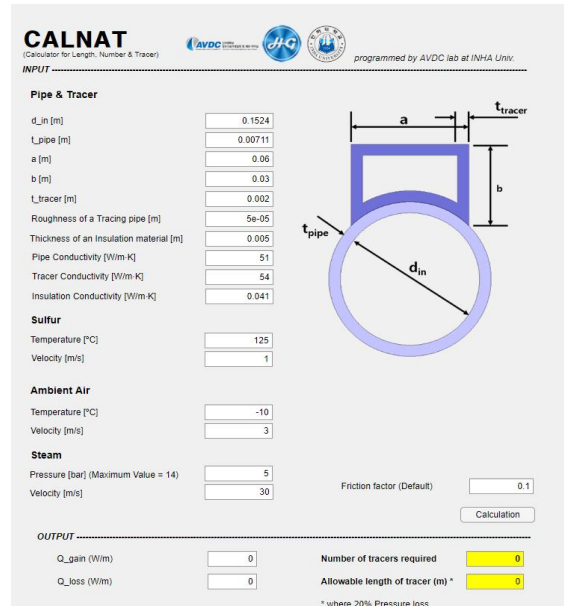 CALNAT
(Calculator for Length, Number & Tracer)
AVDC
H-G
programmed by AVDC lab at INHA Univ.
INPUT
Pipe & Tracer
d_in [m] 0.1524
t_pipe [m] 0.00711
a [m] 0.06
b [m] 0.03
t_tracer [m] 0.002
Roughness of a Tracing pipe [m] 5e-05
Thickness of an Insulation material [m] 0.005
Pipe Conductivity [W/m·K] 51
Tracer Conductivity [W/m·K] 54
Insulation Conductivity [W/m·K] 0.041
a
t tracer
b
t pipe
d in
Sulfur
Temperature [°C] 125
Velocity [m/s] 1
Ambient Air
Temperature [°C] -10
Velocity [m/s] 3
Steam
Pressure [bar] (Maximum Value = 14) 5
Velocity [m/s] 30
Friction factor (Default) 0.1
Calculation
OUTPUT
Q_gain (W/m) 0
Number of tracers required 0
Q_loss (W/m) 0
Allowable length of tracer (m) * 0
* where 20% Pressure loss